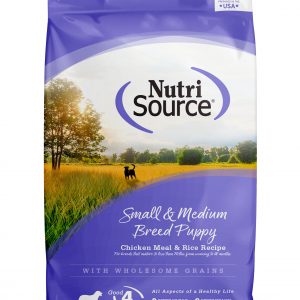 USA
Nutri
Source
Small & Medium
Breed Puppy
Chicken Meal & Rice Recipe
WITH WHOLESOME GRAINS
Good
4
All Aspects of a Healthy Life